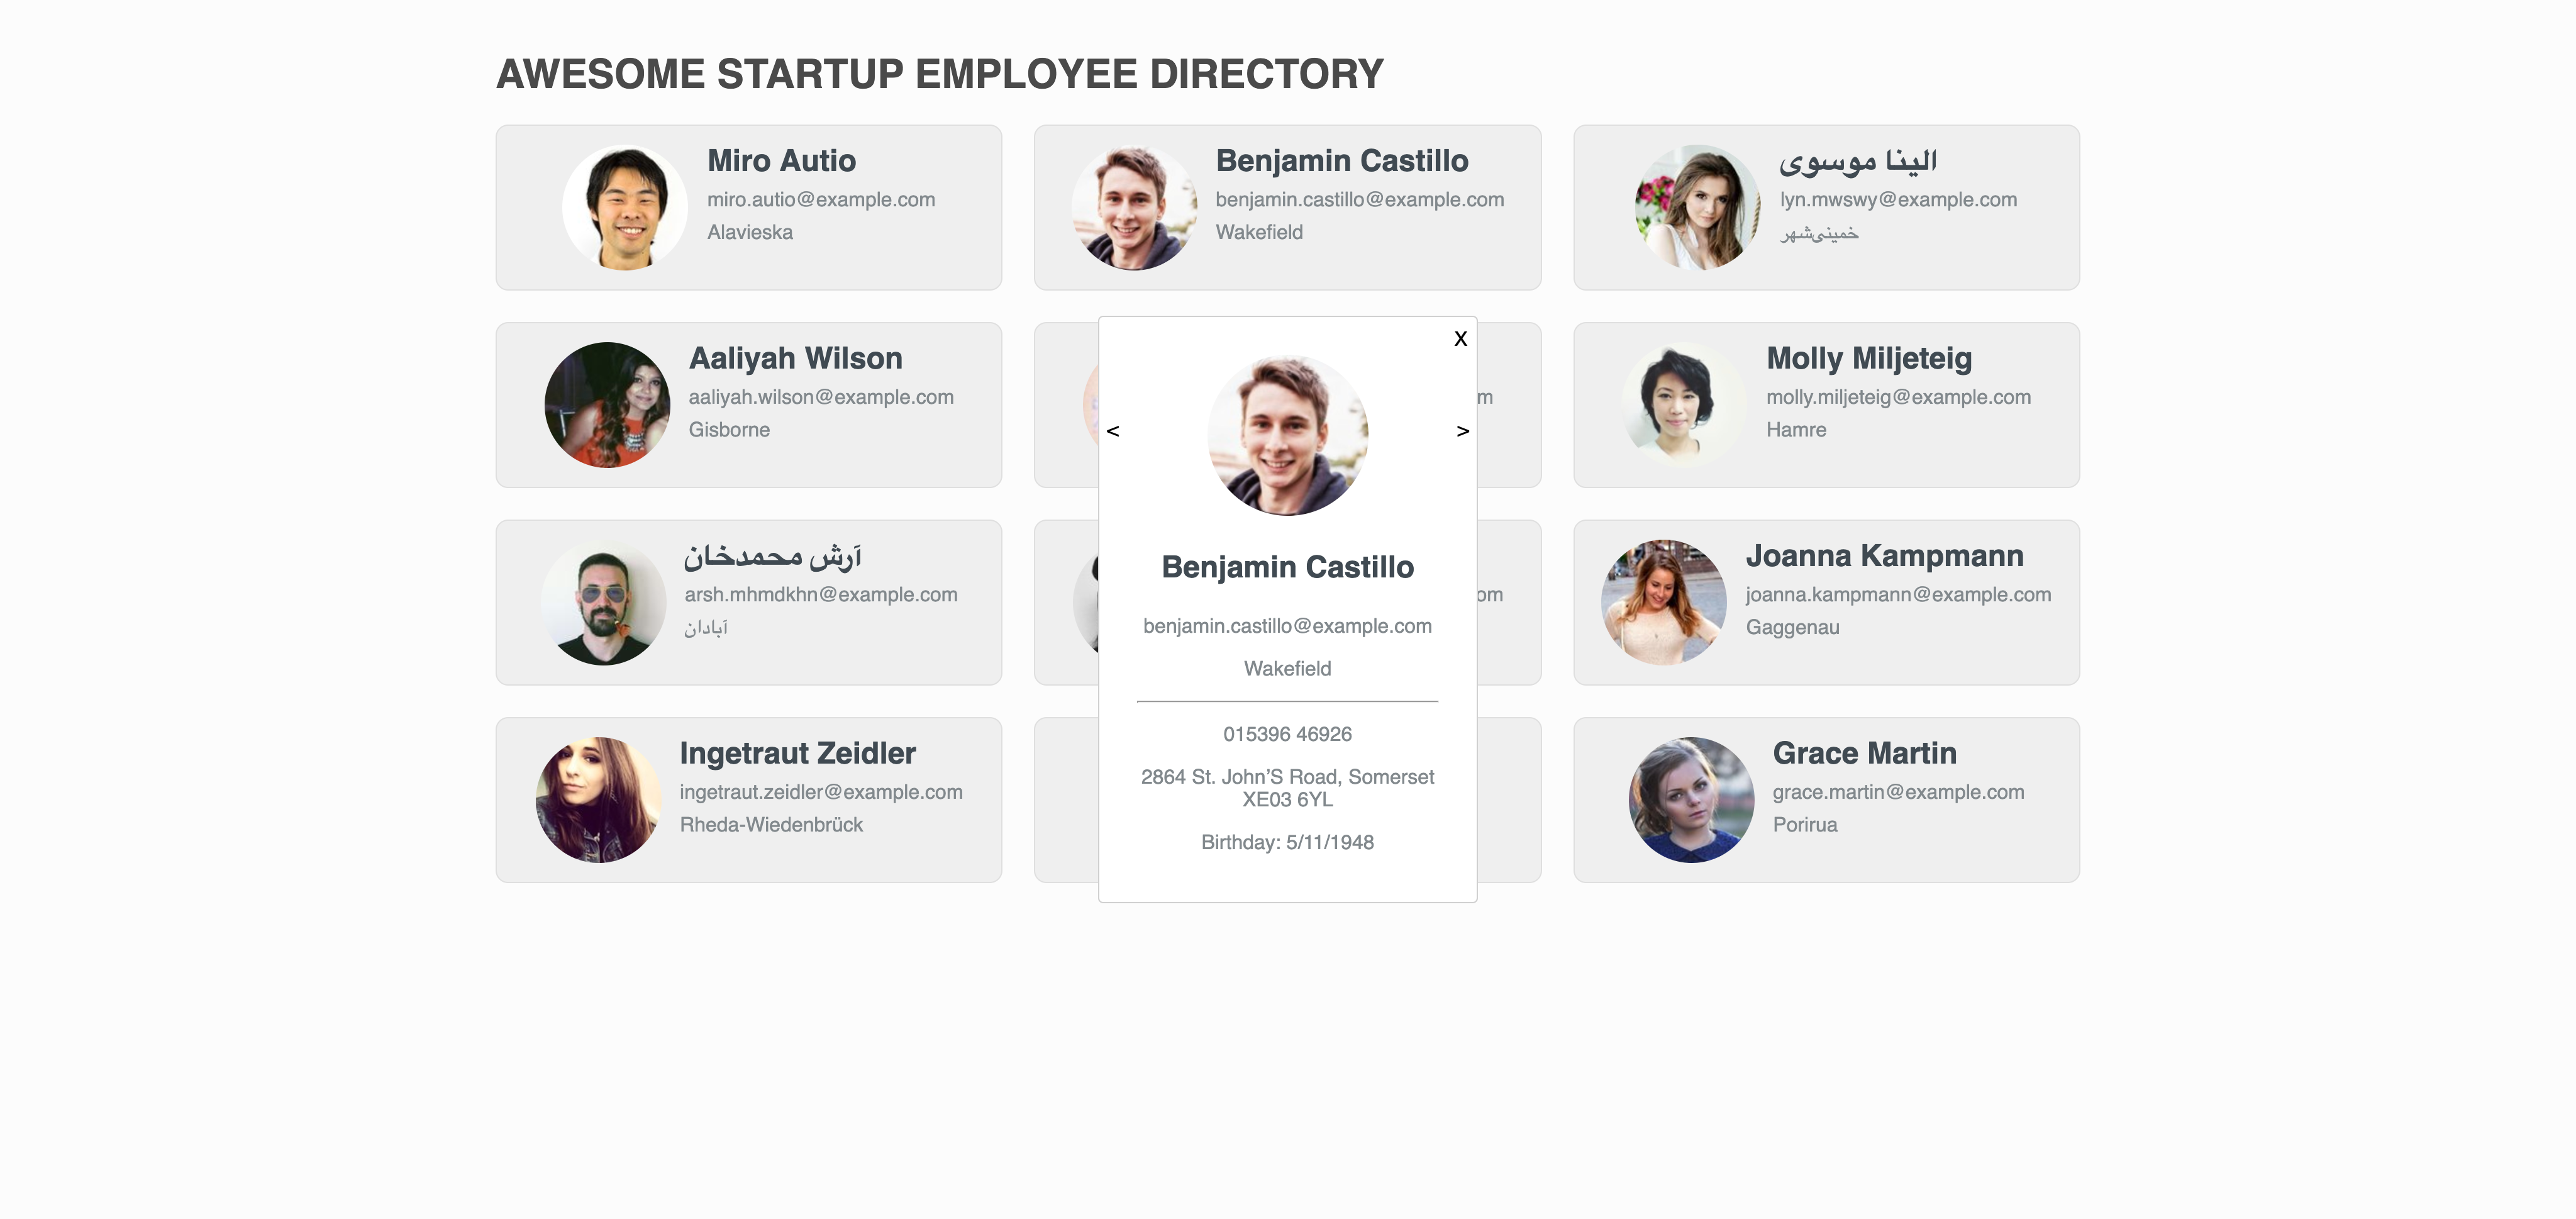 AWESOME STARTUP EMPLOYEE DIRECTORY
Miro Autio
miro.autio@example.com
Alavieska
Benjamin Castillo
benjamin.castillo@example.com
Wakefield
الینا موسوی
lyn.mwswy@example.com
خمینی‌شهر
Aaliyah Wilson
aaliyah.wilson@example.com
Gisborne
m
Molly Miljeteig
molly.miljeteig@example.com
Hamre
آرش محمدخان
arsh.mhmdkhn@example.com
آبادان
om
Joanna Kampmann
joanna.kampmann@example.com
Gaggenau
Ingetraut Zeidler
ingetraut.zeidler@example.com
Rheda-Wiedenbrück
Grace Martin
grace.martin@example.com
Porirua
X
<
>
Benjamin Castillo
benjamin.castillo@example.com
Wakefield
015396 46926
2864 St. John’S Road, Somerset
XE03 6YL
Birthday: 5/11/1948